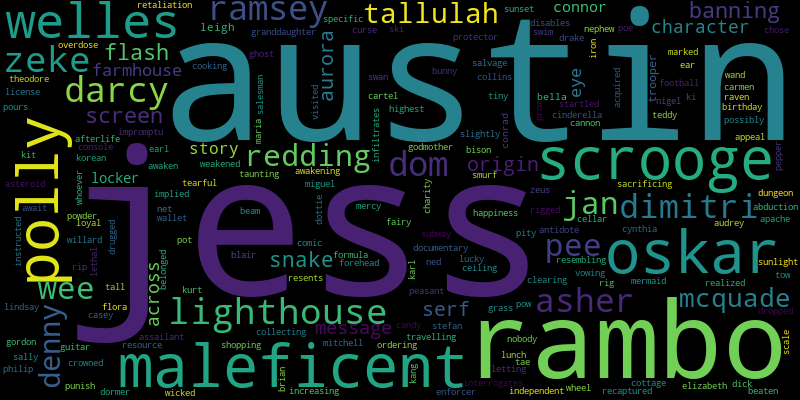 retaliation
welles
ramsey
tallulah
specific
sunset
connor
banning
leigh
granddaughter
curse
ski
disables
nephew
poe
character
zeke
overdose
flash
ghost
protector
swim
drake
iron
marked
chose
austin
theodore
farmhouse
cooking
aurora
swan
salvage
eye
trooper
ear
wand
license
darcy
salesman
visited
cartel
bunny
collins
bella
acquired
football
carmen
pours
screen
maria
highest
tiny
startled
nigel
ki
raven
afterlife
impromptu
infiltrates
conrad
cinderella
teddy
birthday
console
earl
story
slightly
cannon
possibly
polly
kit
korean
weakened
redding
godmother
bison
scrooge
appeal
whoever
awaken
taunting
dom
origin
pepper
asteroid
locker
tearful
awakening
smurf
zeus
sacrificing
dungeon
await
implied
miguel
charity
happiness
rigged
jan
dimitri
abduction
powder
net
dottie
mercy
cellar
apache
instructed
loyal
wallet
beam
fairy
subway
antidote
audrey
willard
drugged
pot
comic
documentary
pity
pee
cynthia
oskar
jess
rip
lethal
belonged
blair
formula
ned
lucky
resembling
sunlight
snake
forehead
karl
ceiling
clearing
vowing
mermaid
realized
tow
wee
tall
across
kurt
resents
peasant
rig
asher
mcquade
lindsay
flora
lighthouse
candy
serf
grass
pow
dropped
casey
message
stefan
denny
gordon
guitar
assailant
collecting
travelling
nobody
rambo
sally
resource
shopping
mitchell
ordering
lunch
tae
scale
philip
crowned
maleficent
kang
letting
punish
brian
interrogates
wheel
cottage
elizabeth
dick
dormer
wicked
increasing
enforcer
independent
recaptured
beaten